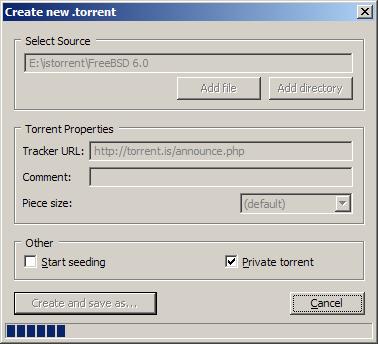 Create new .torrent
Select Source
E:\istorrent\FreeBSD 6.0
Add file
Add directory
Torrent Properties
Tracker URL: http://torrent.is/announce.php
Comment:
Piece size: (default)
Other
Start seeding
Private torrent
Create and save as...
Cancel